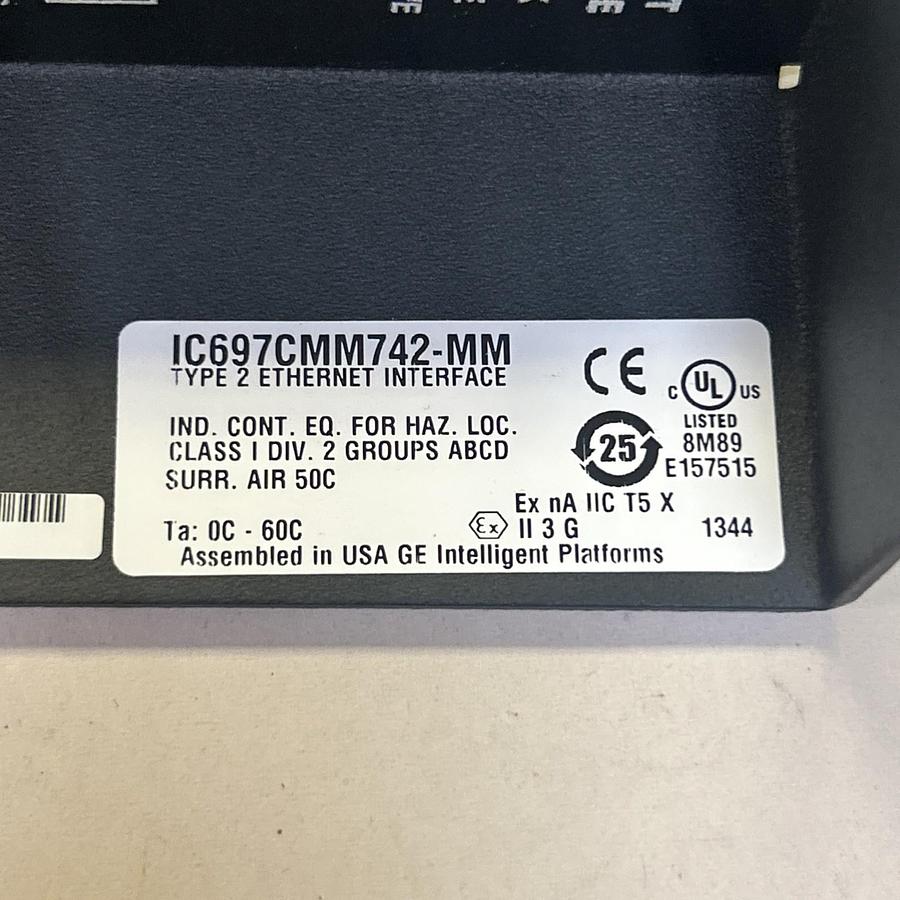 IC697CMM742-MM
TYPE 2 ETHERNET INTERFACE
IND. CONT. EQ. FOR HAZ. LOC.
CLASS I DIV. 2 GROUPS ABCD
SURR. AIR 50C
Ta: 0C - 60C
CE
C UL US
LISTED
8M89
E157515
25
Ex nA IIC T5 X
Ex II 3 G
1344
Assembled in USA GE Intelligent Platforms